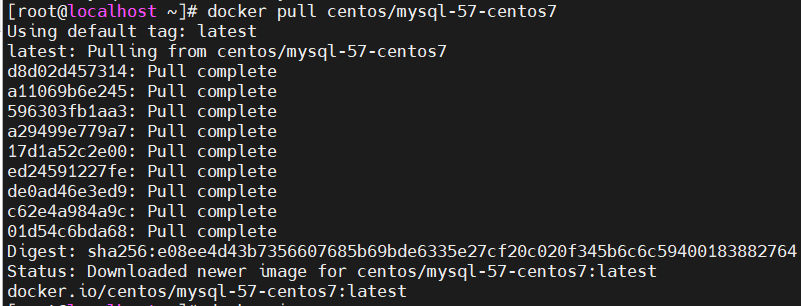 [root@localhost ~]# docker pull centos/mysql-57-centos7
Using default tag: latest
latest: Pulling from centos/mysql-57-centos7
d8d02d457314: Pull complete
a11069b6e245: Pull complete
596303fb1aa3: Pull complete
a29499e779a7: Pull complete
17d1a52c2e00: Pull complete
ed24591227fe: Pull complete
de0ad46e3ed9: Pull complete
c62e4a984a9c: Pull complete
01d54c6bda68: Pull complete
Digest: sha256:e08ee4d43b7356607685b69bde6335e27cf20c020f345b6c6c59400183882764
Status: Downloaded newer image for centos/mysql-57-centos7:latest
docker.io/centos/mysql-57-centos7:latest